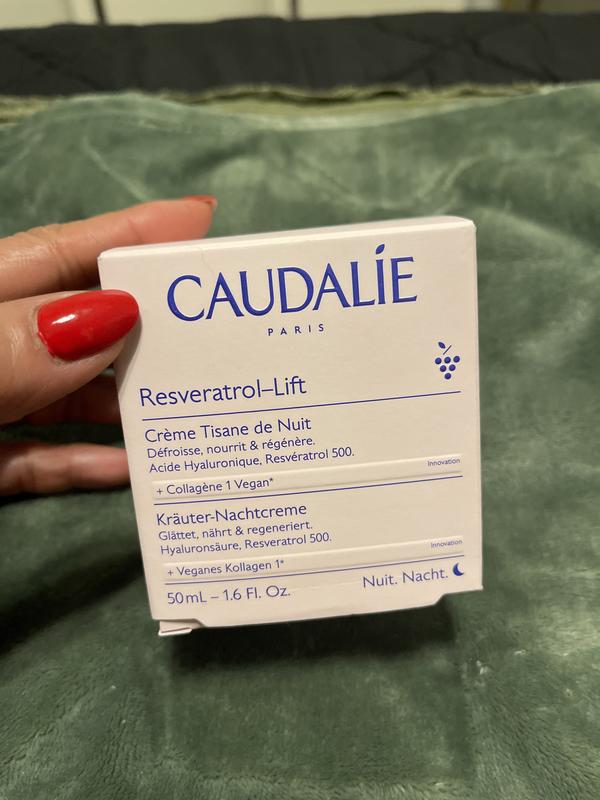 CAUDALÍE
PARIS
Resveratrol–Lift
Crème Tisane de Nuit
Défroisse, nourrit & régénère.
Acide Hyaluronique, Resvératrol 500.
Innovation
+ Collagène 1 Vegan*
Kräuter-Nachtcreme
Glättet, nährt & regeneriert.
Hyaluronsäure, Resveratrol 500.
Innovation
+ Veganes Kollagen 1*
50 mL – 1.6 Fl. Oz.
Nuit. Nacht.